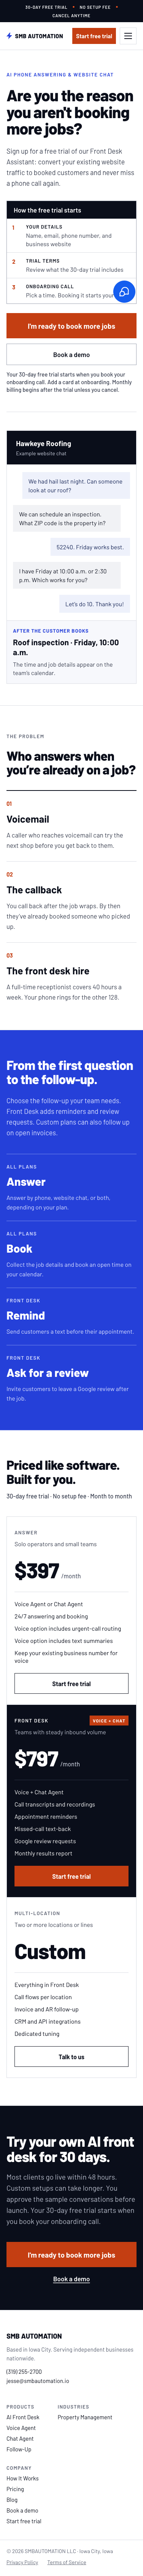 30-DAY FREE TRIAL • NO SETUP FEE •
CANCEL ANYTIME
SMB AUTOMATION
Start free trial
AI PHONE ANSWERING & WEBSITE CHAT
Are you the reason
you aren't booking
more jobs?
Sign up for a free trial of our Front Desk
Assistant: convert your existing website
traffic to booked customers and never miss
a phone call again.
How the free trial starts
1
YOUR DETAILS
Name, email, phone number, and
business website
2
TRIAL TERMS
Review what the 30-day trial includes
3
ONBOARDING CALL
Pick a time. Booking it starts your
I'm ready to book more jobs
Book a demo
Your 30-day free trial starts when you book your
onboarding call. Add a card at onboarding. Monthly
billing begins after the trial unless you cancel.
Hawkeye Roofing
Example website chat
We had hail last night. Can someone
look at our roof?
We can schedule an inspection.
What ZIP code is the property in?
52240. Friday works best.
I have Friday at 10:00 a.m. or 2:30
p.m. Which works for you?
Let's do 10. Thank you!
AFTER THE CUSTOMER BOOKS
Roof inspection · Friday, 10:00
a.m.
The time and job details appear on the
team's calendar.
THE PROBLEM
Who answers when
you're already on a job?
01
Voicemail
A caller who reaches voicemail can try the
next shop before you get back to them.
02
The callback
You call back after the job wraps. By then
they've already booked someone who picked
up.
03
The front desk hire
A full-time receptionist covers 40 hours a
week. Your phone rings for the other 128.
From the first question
to the follow-up.
Choose the follow-up your team needs.
Front Desk adds reminders and review
requests. Custom plans can also follow up
on open invoices.
ALL PLANS
Answer
Answer by phone, website chat, or both,
depending on your plan.
ALL PLANS
Book
Collect the job details and book an open time on
your calendar.
FRONT DESK
Remind
Send customers a text before their appointment.
FRONT DESK
Ask for a review
Invite customers to leave a Google review after
the job.
Priced like software.
Built for you.
30-day free trial · No setup fee · Month to month
ANSWER
Solo operators and small teams
$397 /month
Voice Agent or Chat Agent
24/7 answering and booking
Voice option includes urgent-call routing
Voice option includes text summaries
Keep your existing business number for
voice
Start free trial
FRONT DESK
VOICE + CHAT
Teams with steady inbound volume
$797 /month
Voice + Chat Agent
Call transcripts and recordings
Appointment reminders
Missed-call text-back
Google review requests
Monthly results report
Start free trial
MULTI-LOCATION
Two or more locations or lines
Custom
Everything in Front Desk
Call flows per location
Invoice and AR follow-up
CRM and API integrations
Dedicated tuning
Talk to us
Try your own AI front
desk for 30 days.
Most clients go live within 48 hours.
Custom setups can take longer. You
approve the sample conversations before
launch. Your 30-day free trial starts when
you book your onboarding call.
I'm ready to book more jobs
Book a demo
SMB AUTOMATION
Based in Iowa City. Serving independent businesses
nationwide.
(319) 255-2700
jesse@smbautomation.io
PRODUCTS
AI Front Desk
Voice Agent
Chat Agent
Follow-Up
INDUSTRIES
Property Management
COMPANY
How It Works
Pricing
Blog
Book a demo
Start free trial
© 2026 SMBAUTOMATION LLC · Iowa City, Iowa
Privacy Policy
Terms of Service